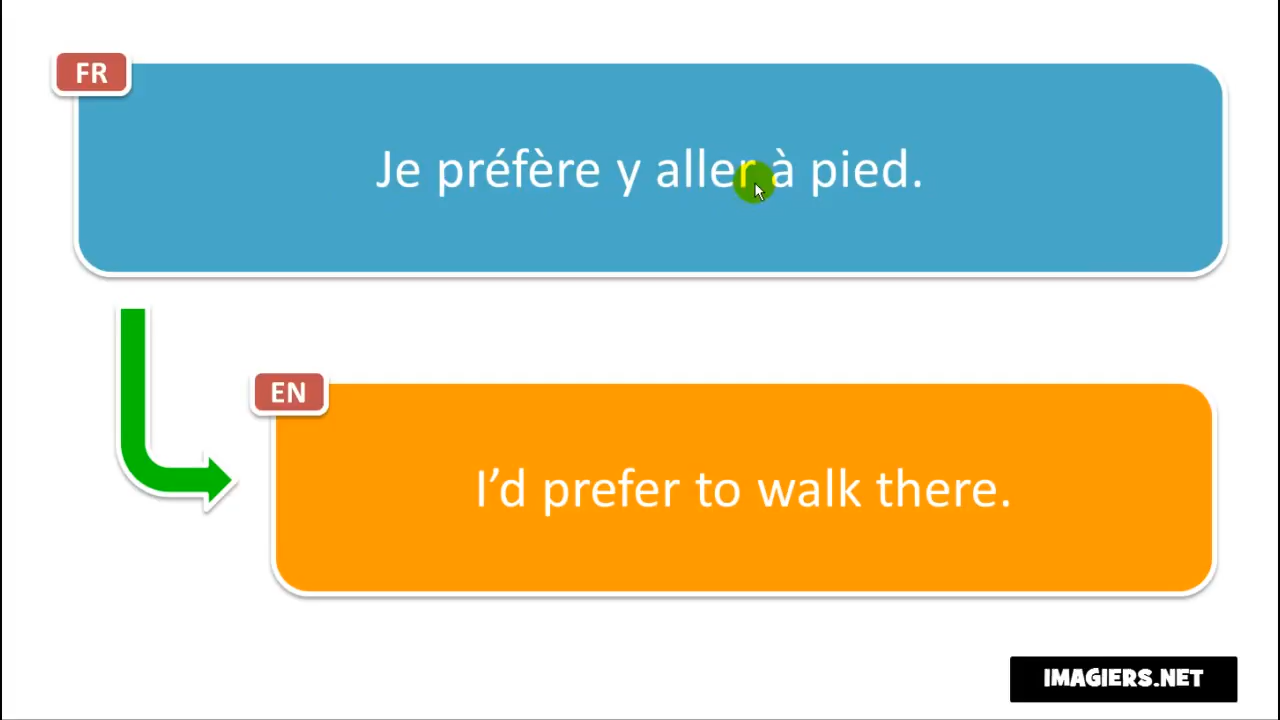 FR
Je préfère y aller à pied.
EN
I’d prefer to walk there.
IMAGIERS.NET